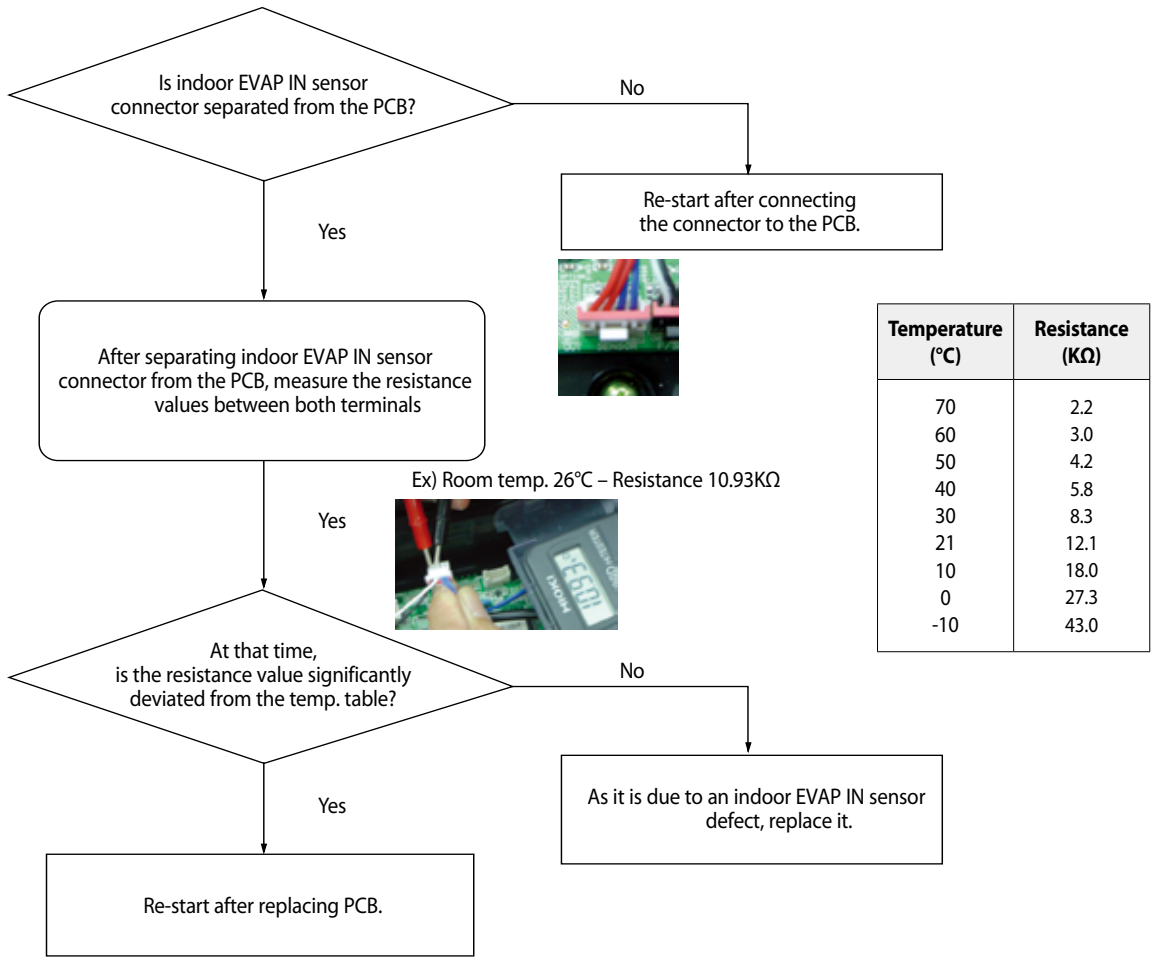 Is indoor EVAP IN sensor
connector separated from the PCB?
No
Re-start after connecting
the connector to the PCB.
Yes
After separating indoor EVAP IN sensor
connector from the PCB, measure the resistance
values between both terminals
Temperature
(°C)
Resistance
(KΩ)
70 2.2
60 3.0
50 4.2
40 5.8
30 8.3
21 12.1
10 18.0
0 27.3
-10 43.0
Ex) Room temp. 26°C – Resistance 10.93KΩ
HIOKI
10.93
Yes
At that time,
is the resistance value significantly
deviated from the temp. table?
No
As it is due to an indoor EVAP IN sensor
defect, replace it.
Yes
Re-start after replacing PCB.